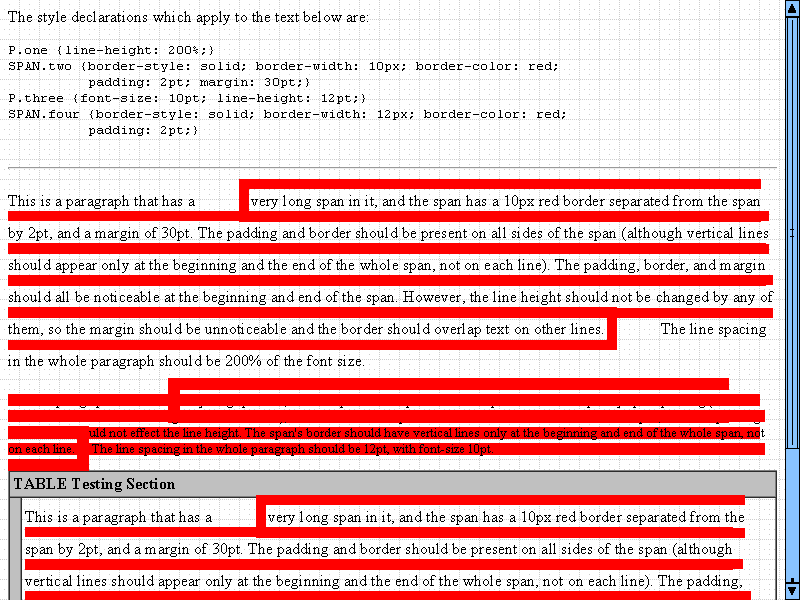 The style declarations which apply to the text below are:
P.one {line-height: 200%;}
SPAN.two {border-style: solid; border-width: 10px; border-color: red;
padding: 2pt; margin: 30pt;}
P.three {font-size: 10pt; line-height: 12pt;}
SPAN.four {border-style: solid; border-width: 12px; border-color: red;
padding: 2pt;}
This is a paragraph that has a very long span in it, and the span has a 10px red border separated from the span
by 2pt, and a margin of 30pt. The padding and border should be present on all sides of the span (although vertical lines
should appear only at the beginning and the end of the whole span, not on each line). The padding, border, and margin
should all be noticeable at the beginning and end of the span. However, the line height should not be changed by any of
them, so the margin should be unnoticeable and the border should overlap text on other lines. The line spacing
in the whole paragraph should be 200% of the font size.
uld not effect the line height. The span's border should have vertical lines only at the beginning and end of the whole span, not
on each line. The line spacing in the whole paragraph should be 12pt, with font-size 10pt.
TABLE Testing Section
This is a paragraph that has a very long span in it, and the span has a 10px red border separated from the
span by 2pt, and a margin of 30pt. The padding and border should be present on all sides of the span (although
vertical lines should appear only at the beginning and the end of the whole span, not on each line). The padding,